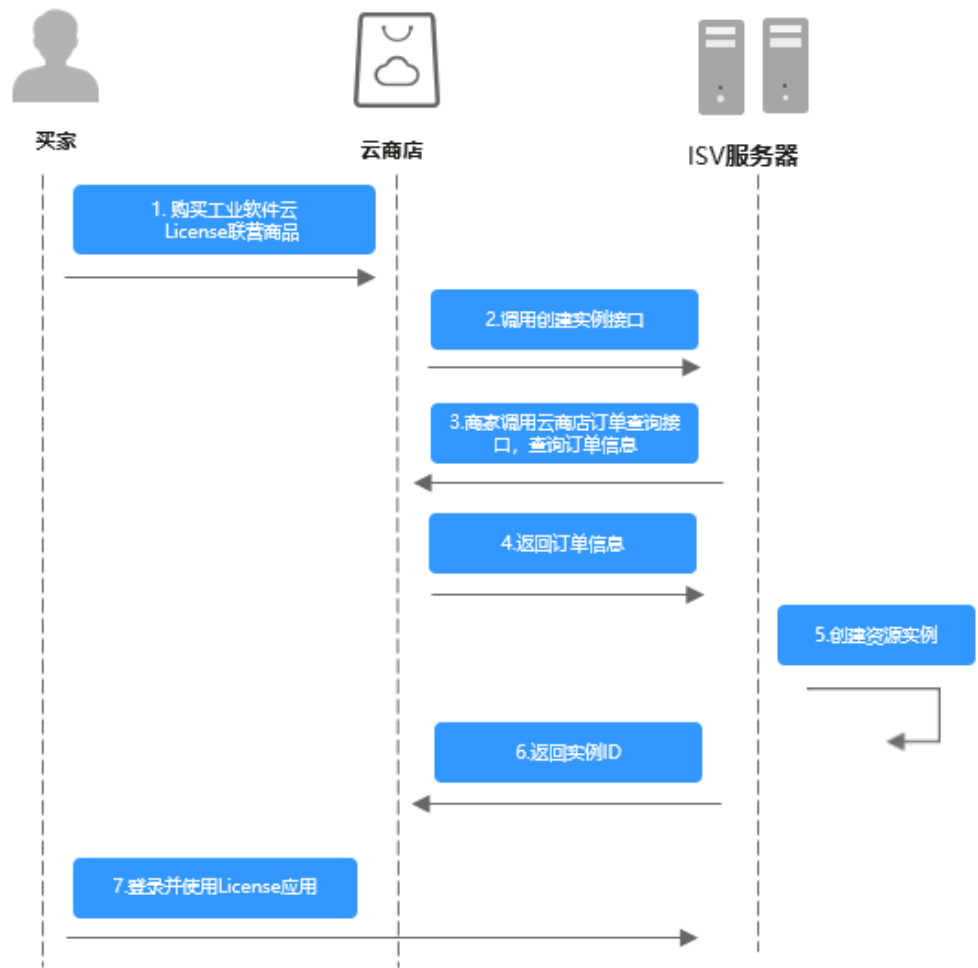 买家
云商店
ISV服务器
1. 购买工业软件云
License联营商品
2.调用创建实例接口
3.商家调用云商店订单查询接
口，查询订单信息
4.返回订单信息
5.创建资源实例
6.返回实例ID
7.登录并使用License应用